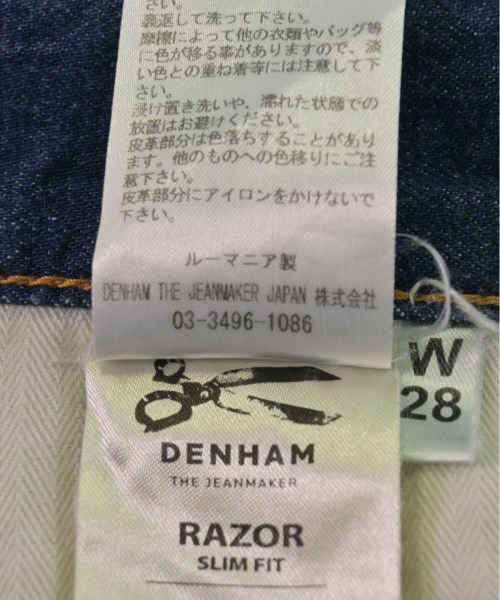 さい。
裏返して洗って下さい。
摩擦によって他の衣類やバッグ等
に色が移る事がありますので、淡
い色との重ね着等には注意して下
さい。
浸け置き洗いや、濡れた状態での
放置はお避けください。
皮革部分は色落ちすることがあり
ます。他のものへの色移りにご注
意下さい。
皮革部分にアイロンをかけないで
下さい。
ルーマニア製
DENHAM THE JEANMAKER JAPAN 株式会社
03-3496-1086
W
28
DENHAM
THE JEANMAKER
RAZOR
SLIM FIT